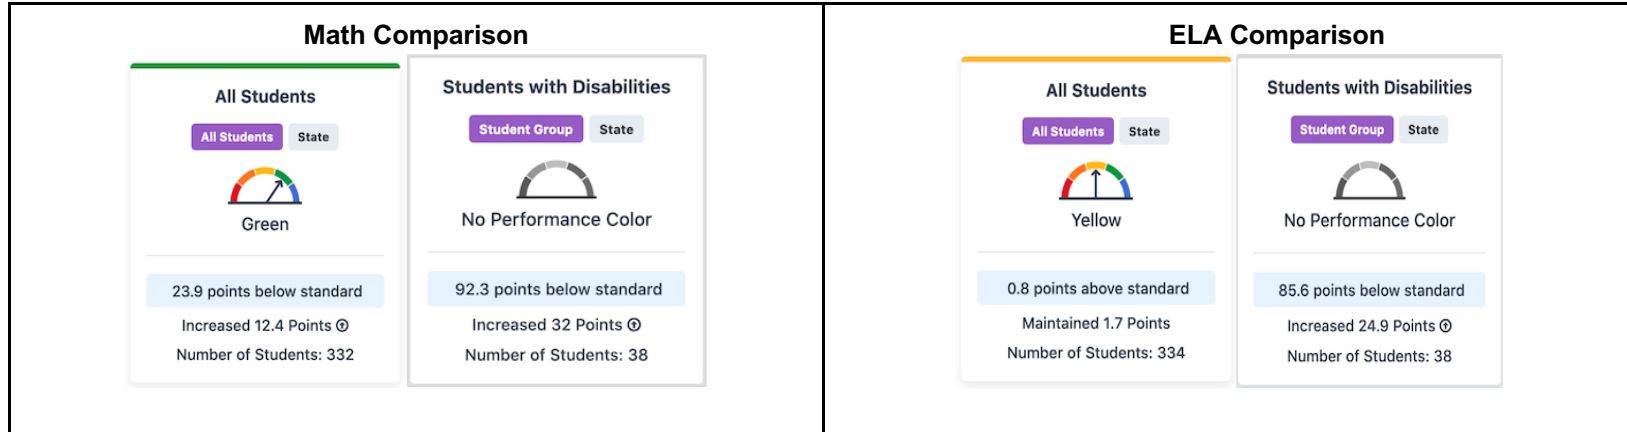 Math Comparison
All Students
All Students State
Green
23.9 points below standard
Increased 12.4 Points
Number of Students: 332
Students with Disabilities
Student Group State
No Performance Color
92.3 points below standard
Increased 32 Points
Number of Students: 38
ELA Comparison
All Students
All Students State
Yellow
0.8 points above standard
Maintained 1.7 Points
Number of Students: 334
Students with Disabilities
Student Group State
No Performance Color
85.6 points below standard
Increased 24.9 Points
Number of Students: 38